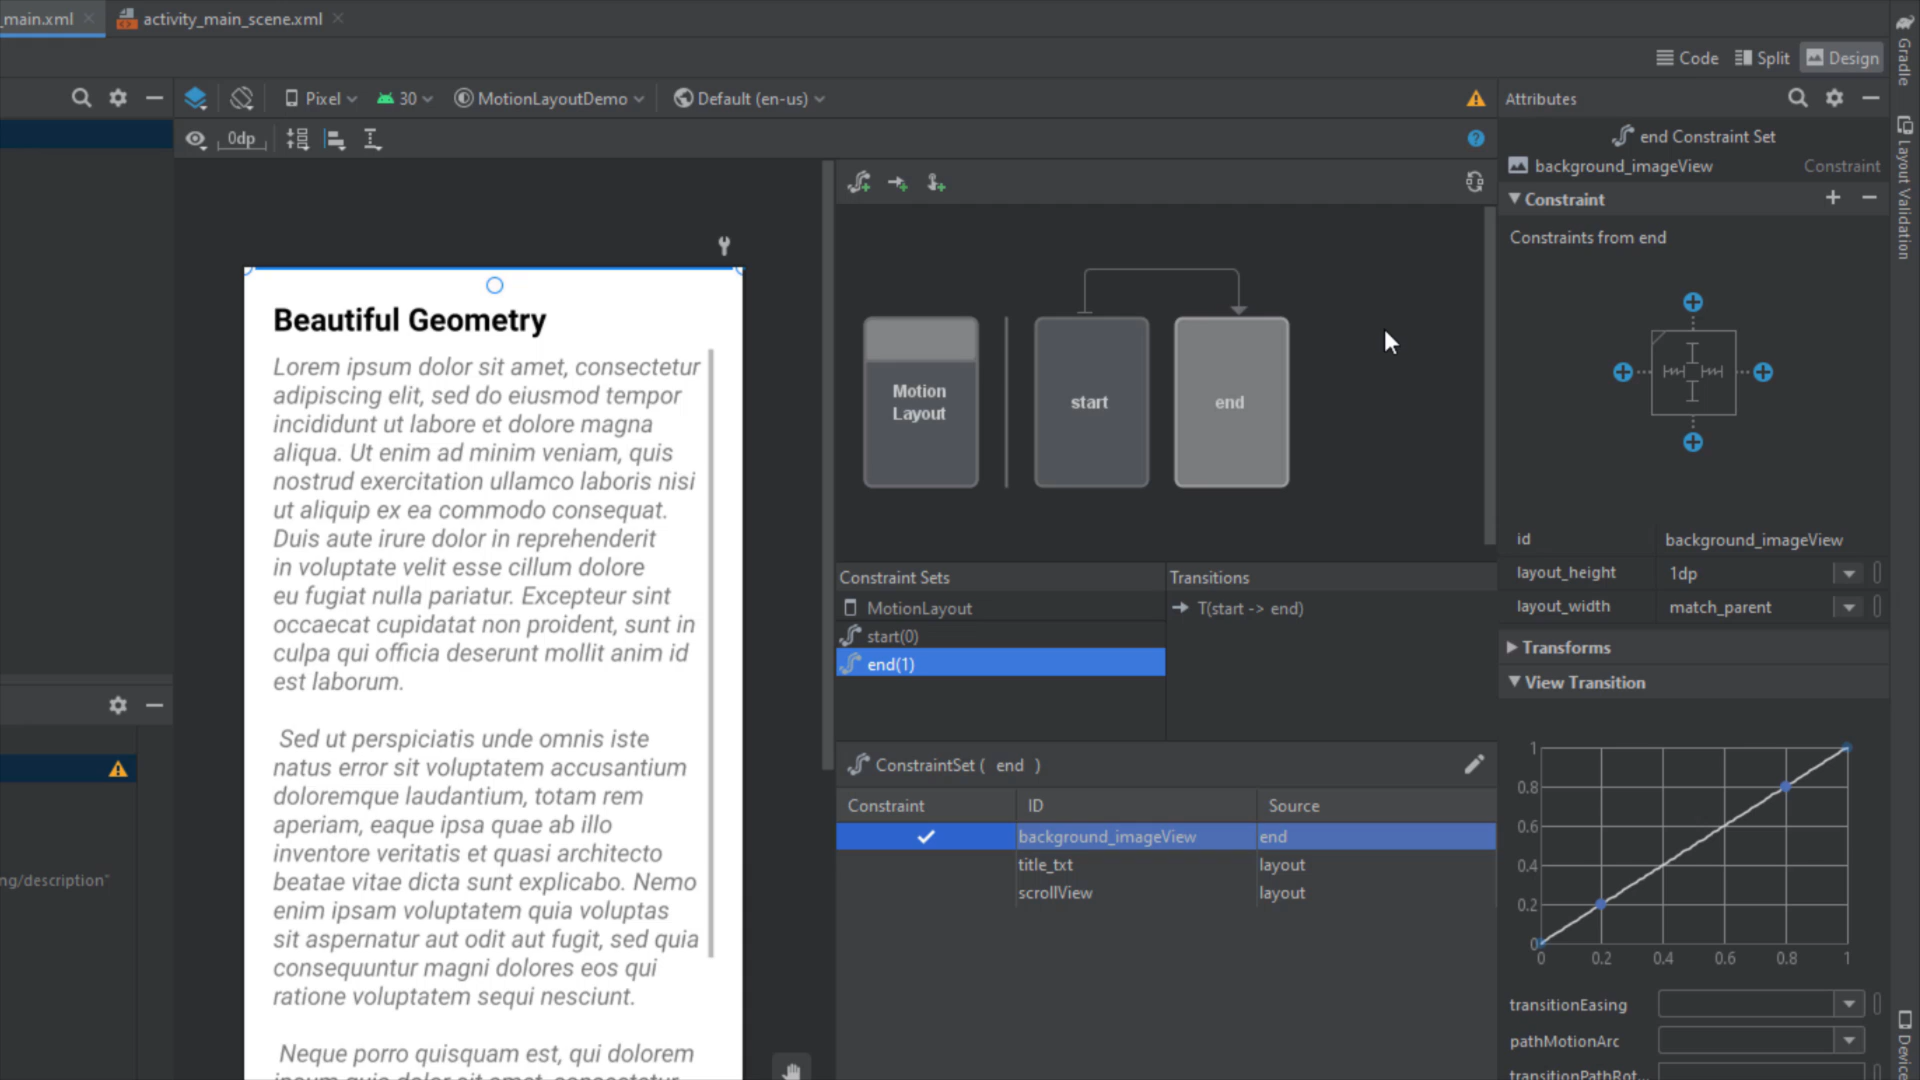 _main.xml
activity_main_scene.xml
Code
Split
Design
Pixel
30
MotionLayoutDemo
Default (en-us)
Attributes
0dp
end Constraint Set
background_imageView
Constraint
Constraint
Constraints from end
Beautiful Geometry
Lorem ipsum dolor sit amet, consectetur
adipiscing elit, sed do eiusmod tempor
incididunt ut labore et dolore magna
aliqua. Ut enim ad minim veniam, quis
nostrud exercitation ullamco laboris nisi
ut aliquip ex ea commodo consequat.
Duis aute irure dolor in reprehenderit
in voluptate velit esse cillum dolore
eu fugiat nulla pariatur. Excepteur sint
occaecat cupidatat non proident, sunt in
culpa qui officia deserunt mollit anim id
est laborum.
Sed ut perspiciatis unde omnis iste
natus error sit voluptatem accusantium
doloremque laudantium, totam rem
aperiam, eaque ipsa quae ab illo
inventore veritatis et quasi architecto
beatae vitae dicta sunt explicabo. Nemo
enim ipsam voluptatem quia voluptas
sit aspernatur aut odit aut fugit, sed quia
consequuntur magni dolores eos qui
ratione voluptatem sequi nesciunt.
Neque porro quisquam est, qui dolorem
ipsum quia dolor sit amet, consectetur
ng/description"
Motion
Layout
start
end
Constraint Sets
Transitions
MotionLayout
T(start -> end)
start(0)
end(1)
ConstraintSet ( end )
Constraint
ID
Source
background_imageView
end
title_txt
layout
scrollView
layout
id
background_imageView
layout_height
1dp
layout_width
match_parent
Transforms
View Transition
1
0.8
0.6
0.4
0.2
0
0
0.2
0.4
0.6
0.8
1
transitionEasing
pathMotionArc
transitionPathRot...
Gradle
Layout Validation
Device